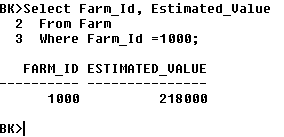 BK>Select Farm_Id, Estimated_Value
  2  From Farm
  3  Where Farm_Id =1000;
   FARM_ID ESTIMATED_VALUE
---------- ---------------
      1000          218000
BK>